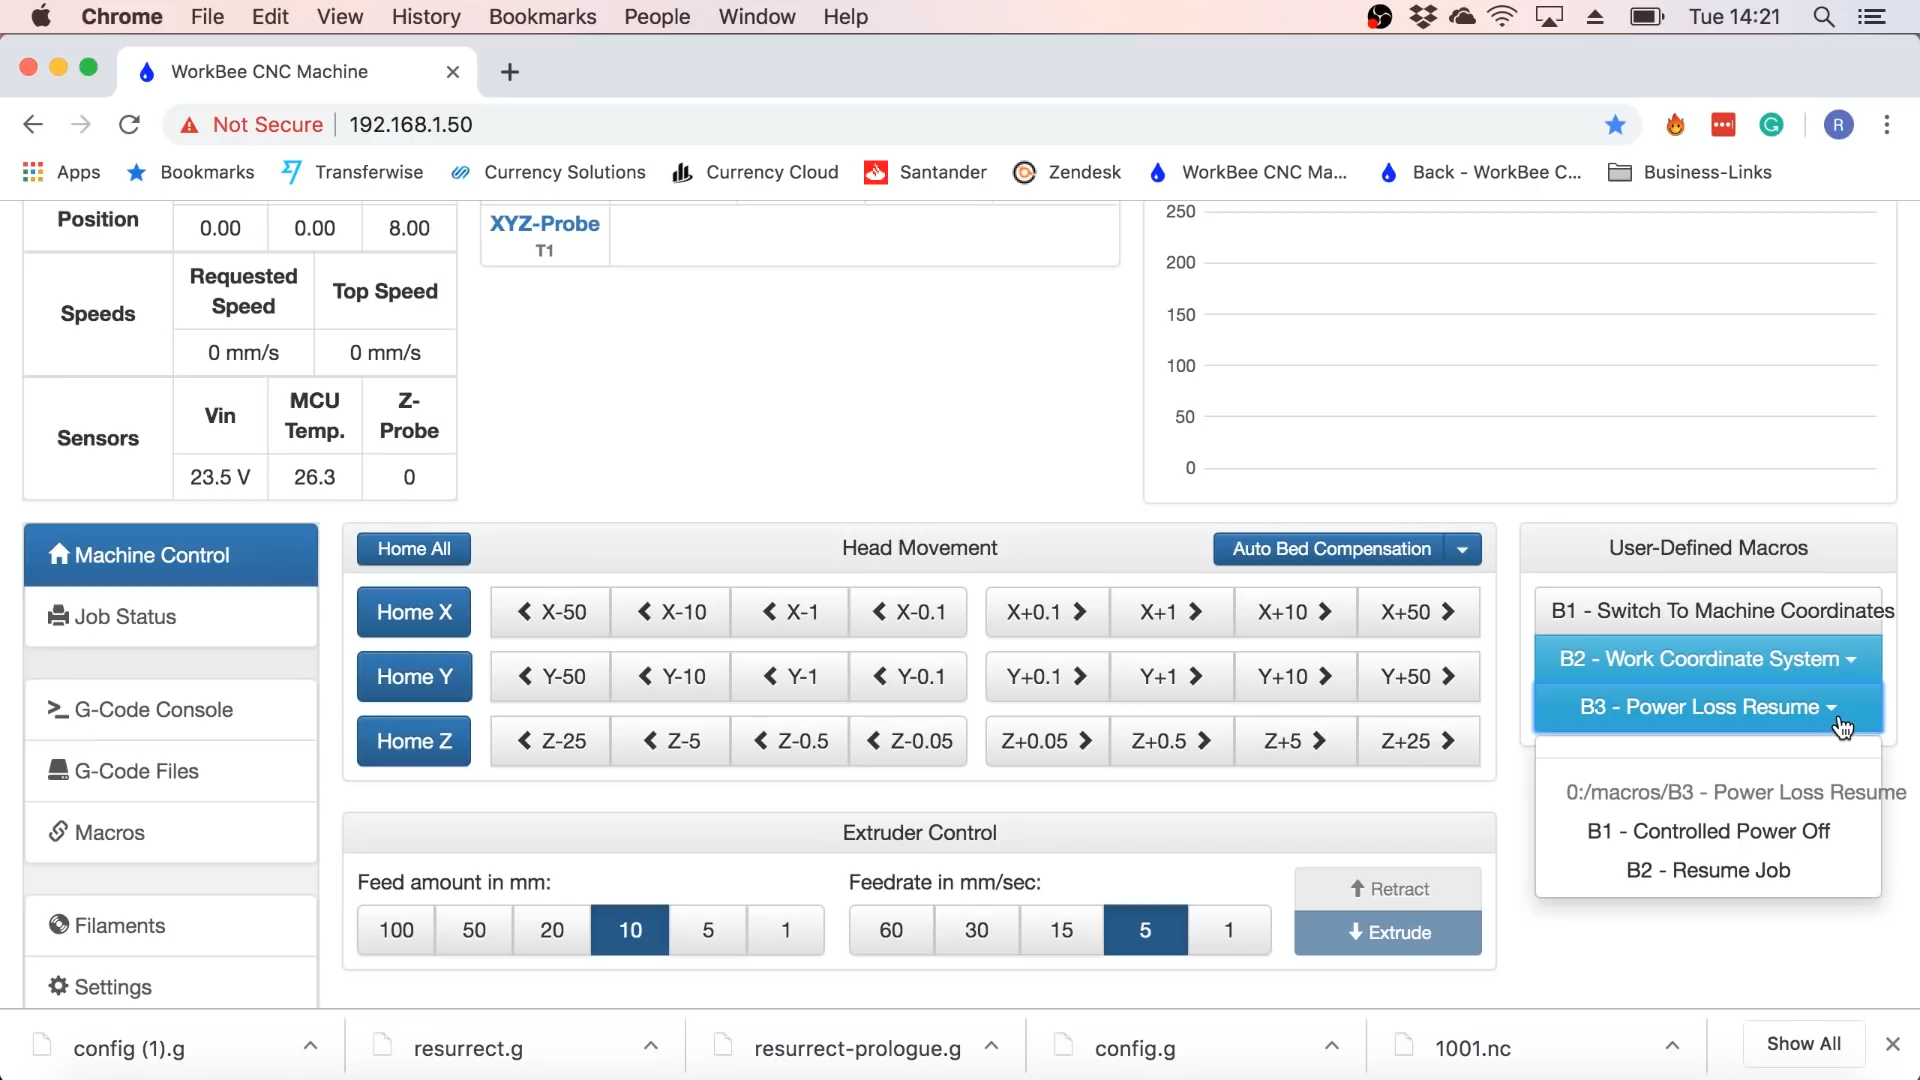 Chrome File Edit View History Bookmarks People Window Help Tue 14:21
WorkBee CNC Machine
Not Secure 192.168.1.50 R
Apps Bookmarks Transferwise Currency Solutions Currency Cloud Santander Zendesk WorkBee CNC Ma... Back - WorkBee C... Business-Links
Position 0.00 0.00 8.00
XYZ-Probe
T1
250
200
150
100
50
0
Speeds
Requested Speed
Top Speed
0 mm/s 0 mm/s
Sensors
Vin
MCU Temp.
Z-Probe
23.5 V 26.3 0
Machine Control
Job Status
G-Code Console
G-Code Files
Macros
Filaments
Settings
Home All Head Movement Auto Bed Compensation
Home X X-50 X-10 X-1 X-0.1 X+0.1 X+1 X+10 X+50
Home Y Y-50 Y-10 Y-1 Y-0.1 Y+0.1 Y+1 Y+10 Y+50
Home Z Z-25 Z-5 Z-0.5 Z-0.05 Z+0.05 Z+0.5 Z+5 Z+25
Extruder Control
Feed amount in mm: Feedrate in mm/sec:
100 50 20 10 5 1 60 30 15 5 1
Retract
Extrude
User-Defined Macros
B1 - Switch To Machine Coordinates
B2 - Work Coordinate System
B3 - Power Loss Resume
0:/macros/B3 - Power Loss Resume
B1 - Controlled Power Off
B2 - Resume Job
config (1).g resurrect.g resurrect-prologue.g config.g 1001.nc Show All